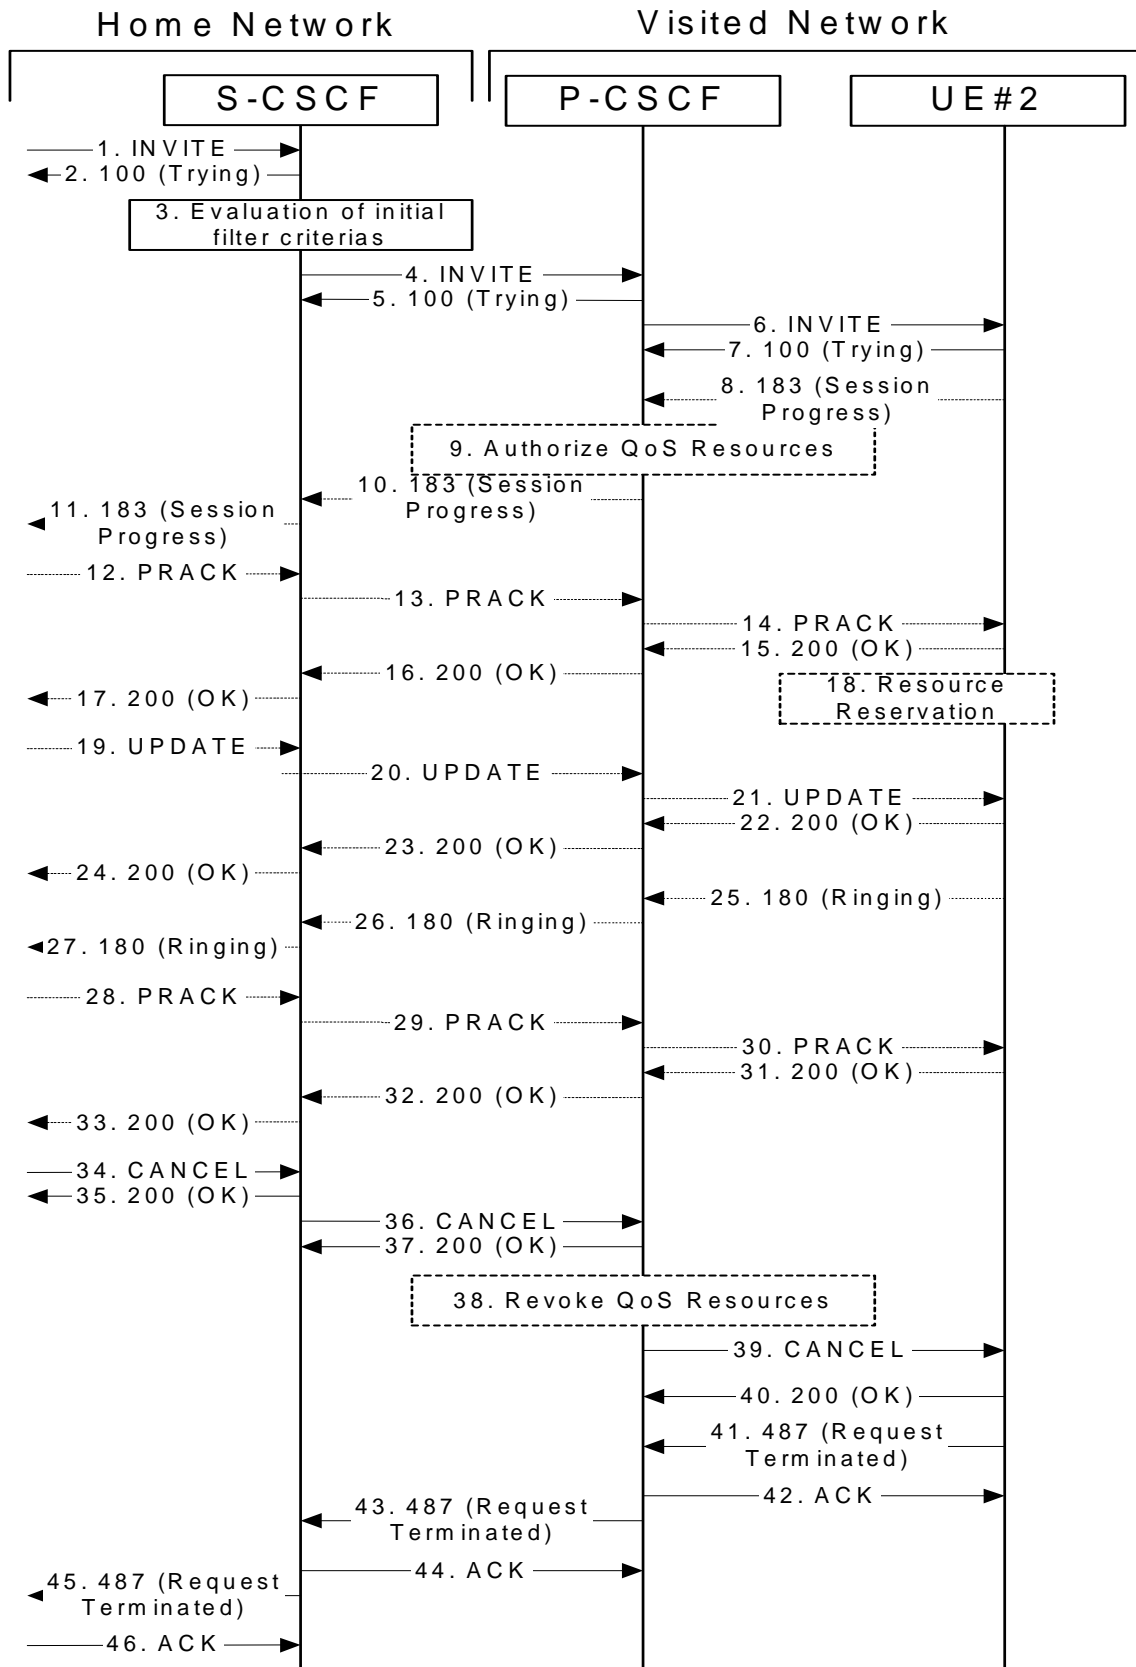 Home Network
Visited Network
S-CSCF
P-CSCF
UE#2
1. INVITE
2. 100 (Trying)
3. Evaluation of initial
filter criterias
4. INVITE
5. 100 (Trying)
6. INVITE
7. 100 (Trying)
8. 183 (Session
Progress)
9. Authorize QoS Resources
10. 183 (Session
Progress)
11. 183 (Session
Progress)
12. PRACK
13. PRACK
14. PRACK
15. 200 (OK)
16. 200 (OK)
17. 200 (OK)
18. Resource
Reservation
19. UPDATE
20. UPDATE
21. UPDATE
22. 200 (OK)
23. 200 (OK)
24. 200 (OK)
25. 180 (Ringing)
26. 180 (Ringing)
27. 180 (Ringing)
28. PRACK
29. PRACK
30. PRACK
31. 200 (OK)
32. 200 (OK)
33. 200 (OK)
34. CANCEL
35. 200 (OK)
36. CANCEL
37. 200 (OK)
38. Revoke QoS Resources
39. CANCEL
40. 200 (OK)
41. 487 (Request
Terminated)
42. ACK
43. 487 (Request
Terminated)
44. ACK
45. 487 (Request
Terminated)
46. ACK